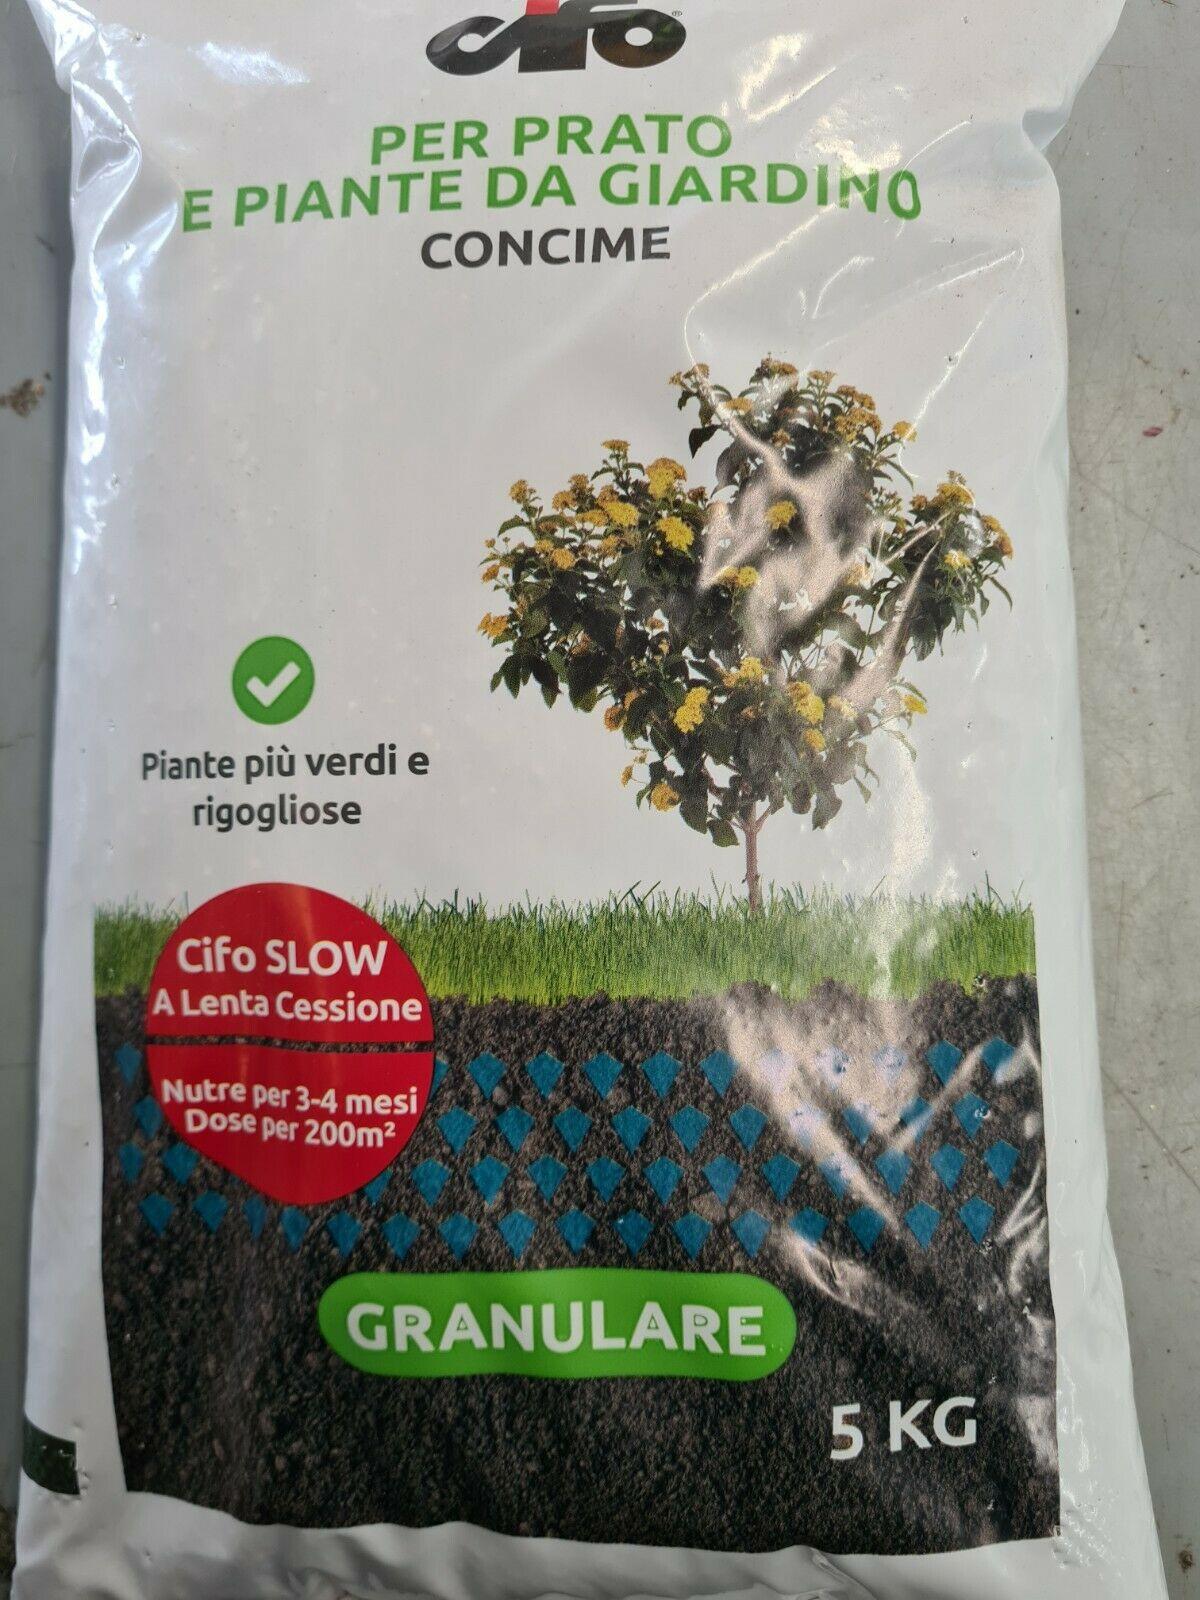 cifo®
PER PRATO
E PIANTE DA GIARDINO
CONCIME
Piante più verdi e
rigogliose
Cifo SLOW
A Lenta Cessione
Nutre per 3-4 mesi
Dose per 200m²
GRANULARE
5 KG